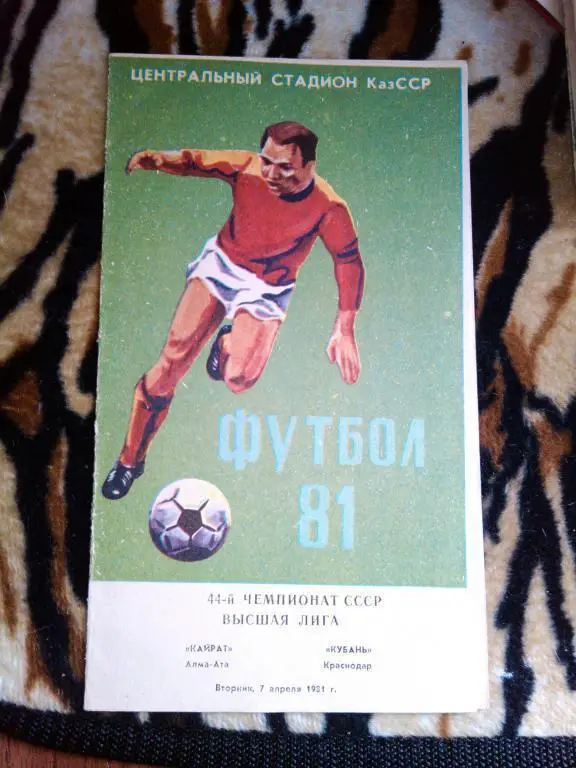 ЦЕНТРАЛЬНЫЙ СТАДИОН КазССР
ФУТБОЛ
81
44-й ЧЕМПИОНАТ СССР
ВЫСШАЯ ЛИГА
«КАЙРАТ» «КУБАНЬ»
Алма-Ата Краснодар
Вторник, 7 апреля 1981 г.